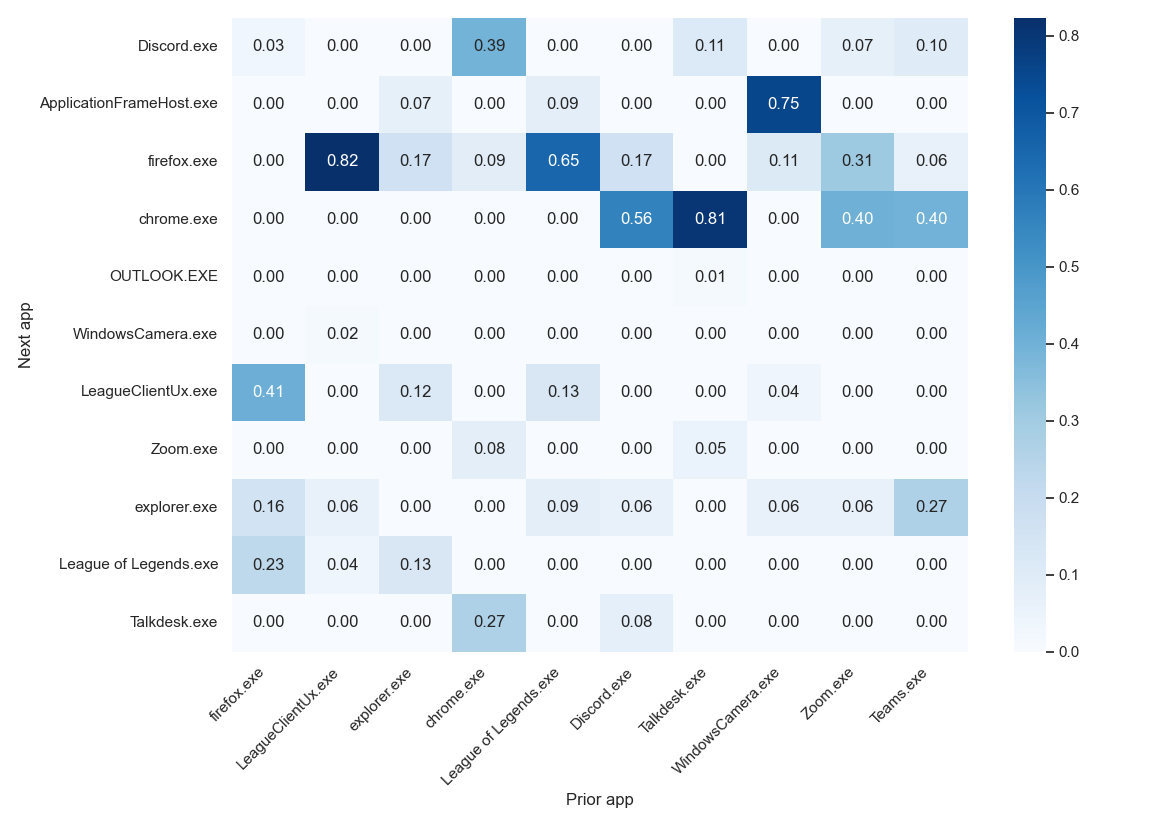 Discord.exe 0.03 0.00 0.00 0.39 0.00 0.00 0.11 0.00 0.07 0.10
ApplicationFrameHost.exe 0.00 0.00 0.07 0.00 0.09 0.00 0.00 0.75 0.00 0.00
firefox.exe 0.00 0.82 0.17 0.09 0.65 0.17 0.00 0.11 0.31 0.06
chrome.exe 0.00 0.00 0.00 0.00 0.00 0.56 0.81 0.00 0.40 0.40
OUTLOOK.EXE 0.00 0.00 0.00 0.00 0.00 0.00 0.01 0.00 0.00 0.00
WindowsCamera.exe 0.00 0.02 0.00 0.00 0.00 0.00 0.00 0.00 0.00 0.00
LeagueClientUx.exe 0.41 0.00 0.12 0.00 0.13 0.00 0.00 0.04 0.00 0.00
Zoom.exe 0.00 0.00 0.00 0.08 0.00 0.00 0.05 0.00 0.00 0.00
explorer.exe 0.16 0.06 0.00 0.00 0.09 0.06 0.00 0.06 0.06 0.27
League of Legends.exe 0.23 0.04 0.13 0.00 0.00 0.00 0.00 0.00 0.00 0.00
Talkdesk.exe 0.00 0.00 0.00 0.27 0.00 0.08 0.00 0.00 0.00 0.00
Next app
firefox.exe
LeagueClientUx.exe
explorer.exe
chrome.exe
League of Legends.exe
Discord.exe
Talkdesk.exe
WindowsCamera.exe
Zoom.exe
Teams.exe
Prior app
0.8
0.7
0.6
0.5
0.4
0.3
0.2
0.1
0.0